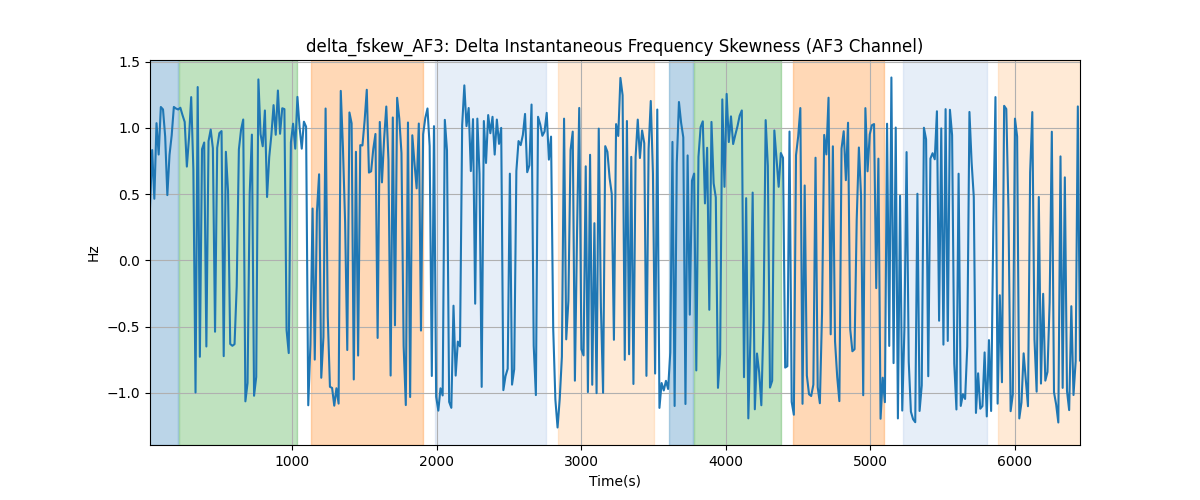 delta_fskew_AF3: Delta Instantaneous Frequency Skewness (AF3 Channel)
1.5
1.0
0.5
0.0
−0.5
−1.0
Hz
1000 2000 3000 4000 5000 6000
Time(s)